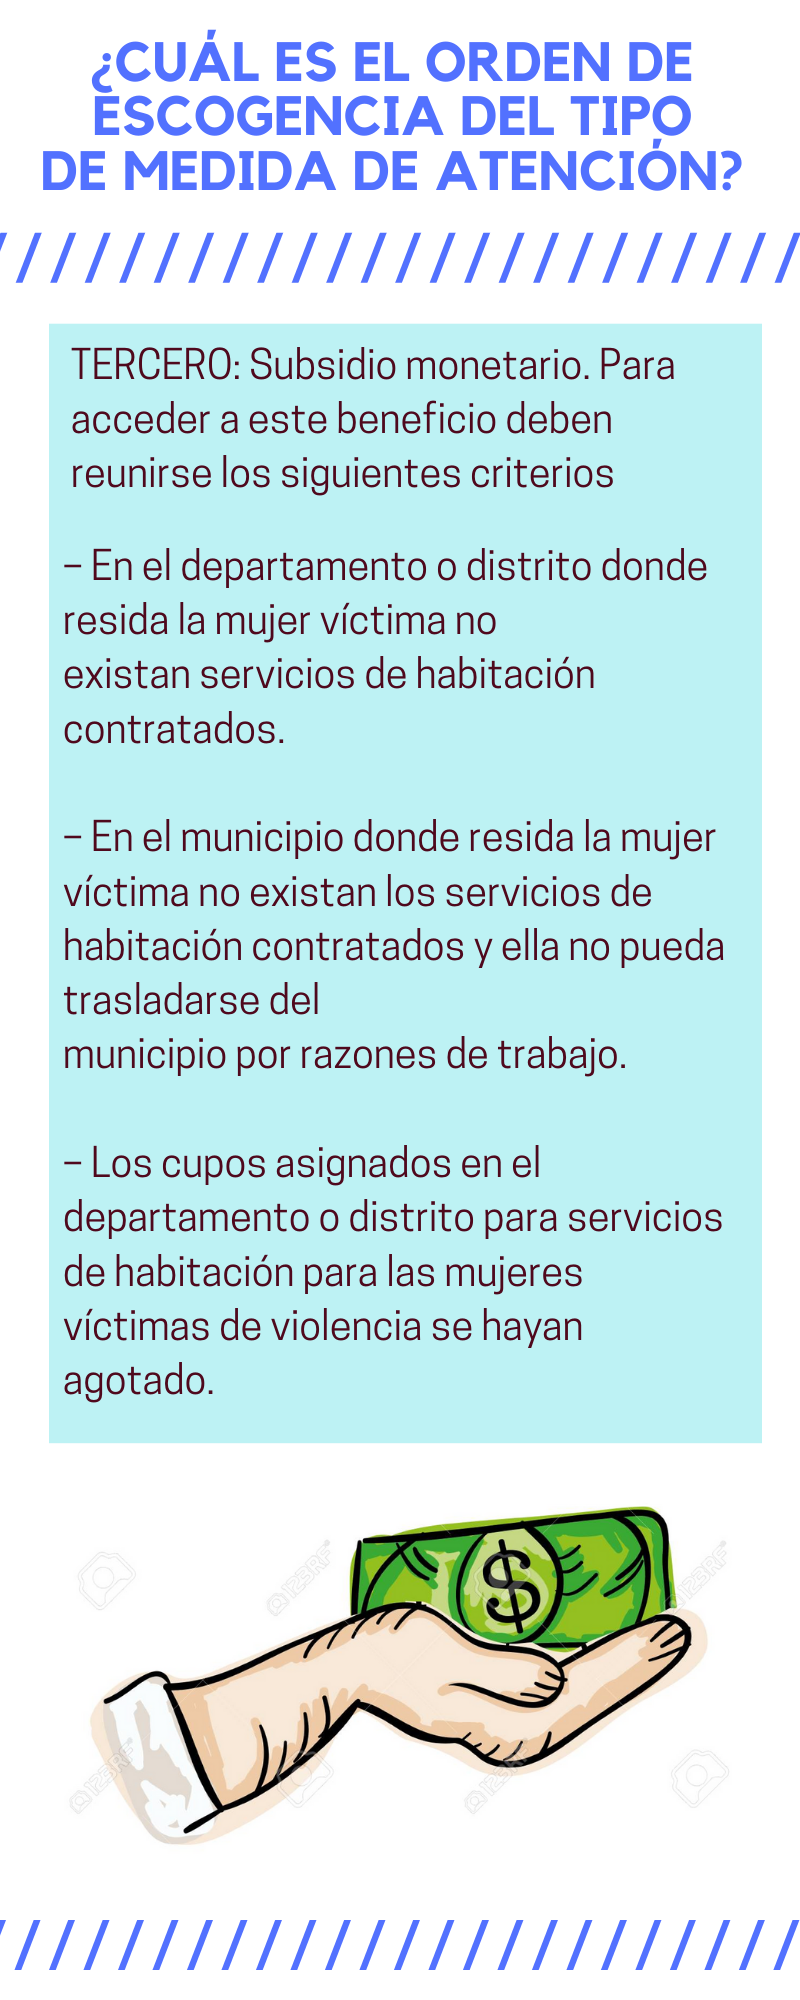 ¿CUÁL ES EL ORDEN DE
ESCOGENCIA DEL TIPO
DE MEDIDA DE ATENCIÓN?
TERCERO: Subsidio monetario. Para
acceder a este beneficio deben
reunirse los siguientes criterios
– En el departamento o distrito donde
resida la mujer víctima no
existan servicios de habitación
contratados.
– En el municipio donde resida la mujer
víctima no existan los servicios de
habitación contratados y ella no pueda
trasladarse del
municipio por razones de trabajo.
– Los cupos asignados en el
departamento o distrito para servicios
de habitación para las mujeres
víctimas de violencia se hayan
agotado.
$
123RF
123RF
123RF
123RF